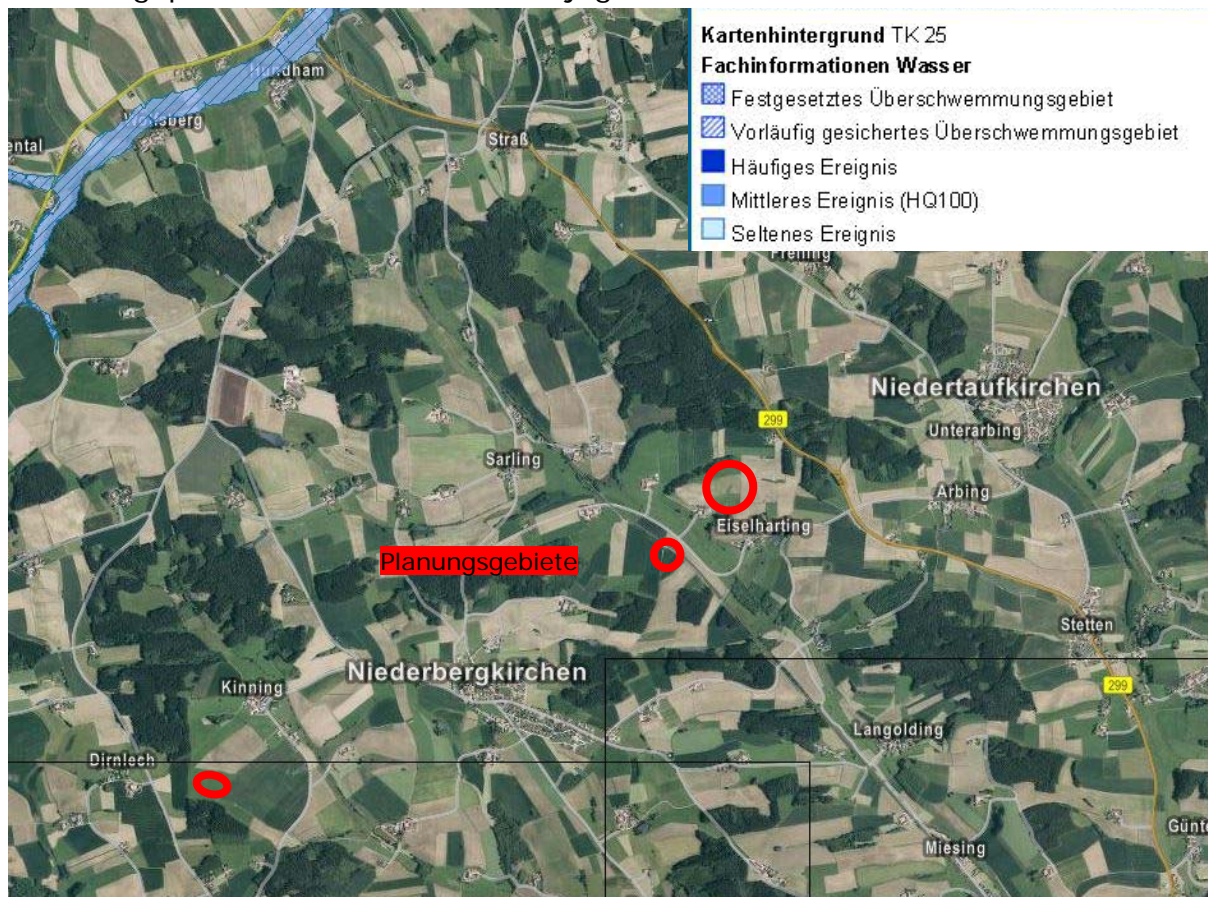 Kartenhintergrund TK 25
Fachinformationen Wasser
Festgesetztes Überschwemmungsgebiet
Vorläufig gesichertes Überschwemmungsgebiet
Häufiges Ereignis
Mittleres Ereignis (HQ100)
Seltenes Ereignis
Straß
Niedertaufkirchen
299
Unterarbing
Sarling
Arbing
Eiselharting
Planungsgebiete
Stetten
Niederbergkirchen
Kinning
299
Langolding
Dirnlech
Miesing